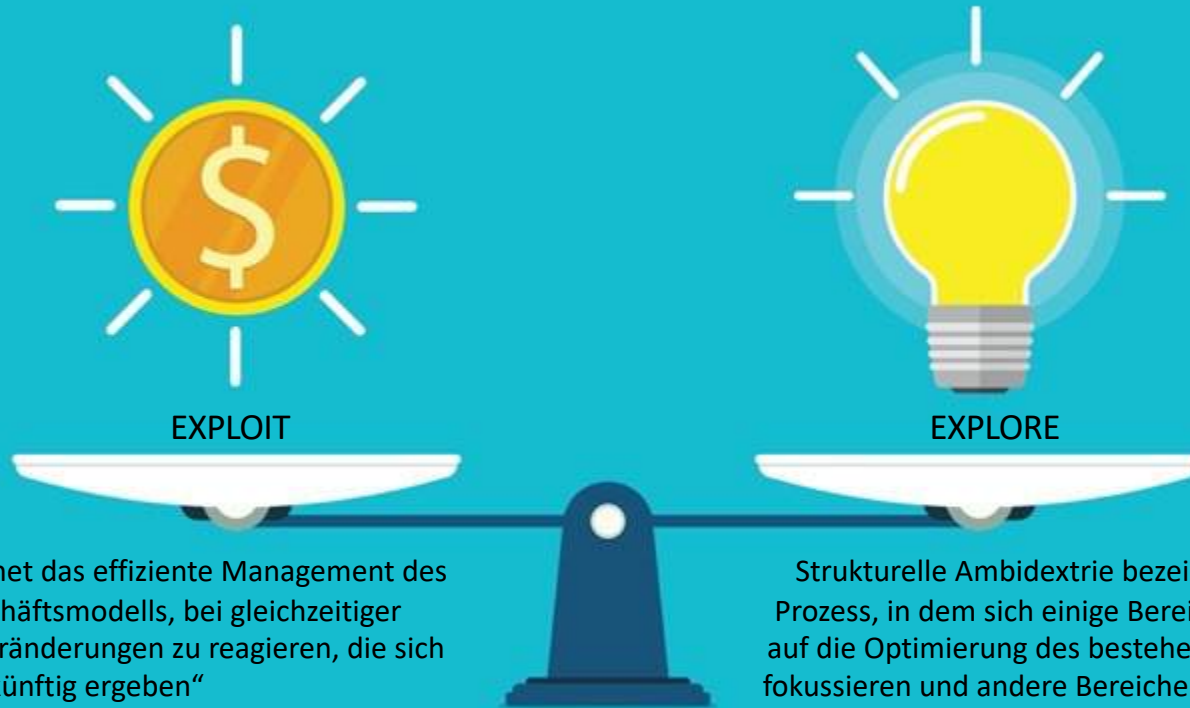 $
EXPLOIT
EXPLORE
net das effiziente Management des
häftsmodells, bei gleichzeitiger
ränderungen zu reagieren, die sich
ünftig ergeben“
Strukturelle Ambidextrie bezei
Prozess, in dem sich einige Berei
auf die Optimierung des bestehe
fokussieren und andere Bereiche